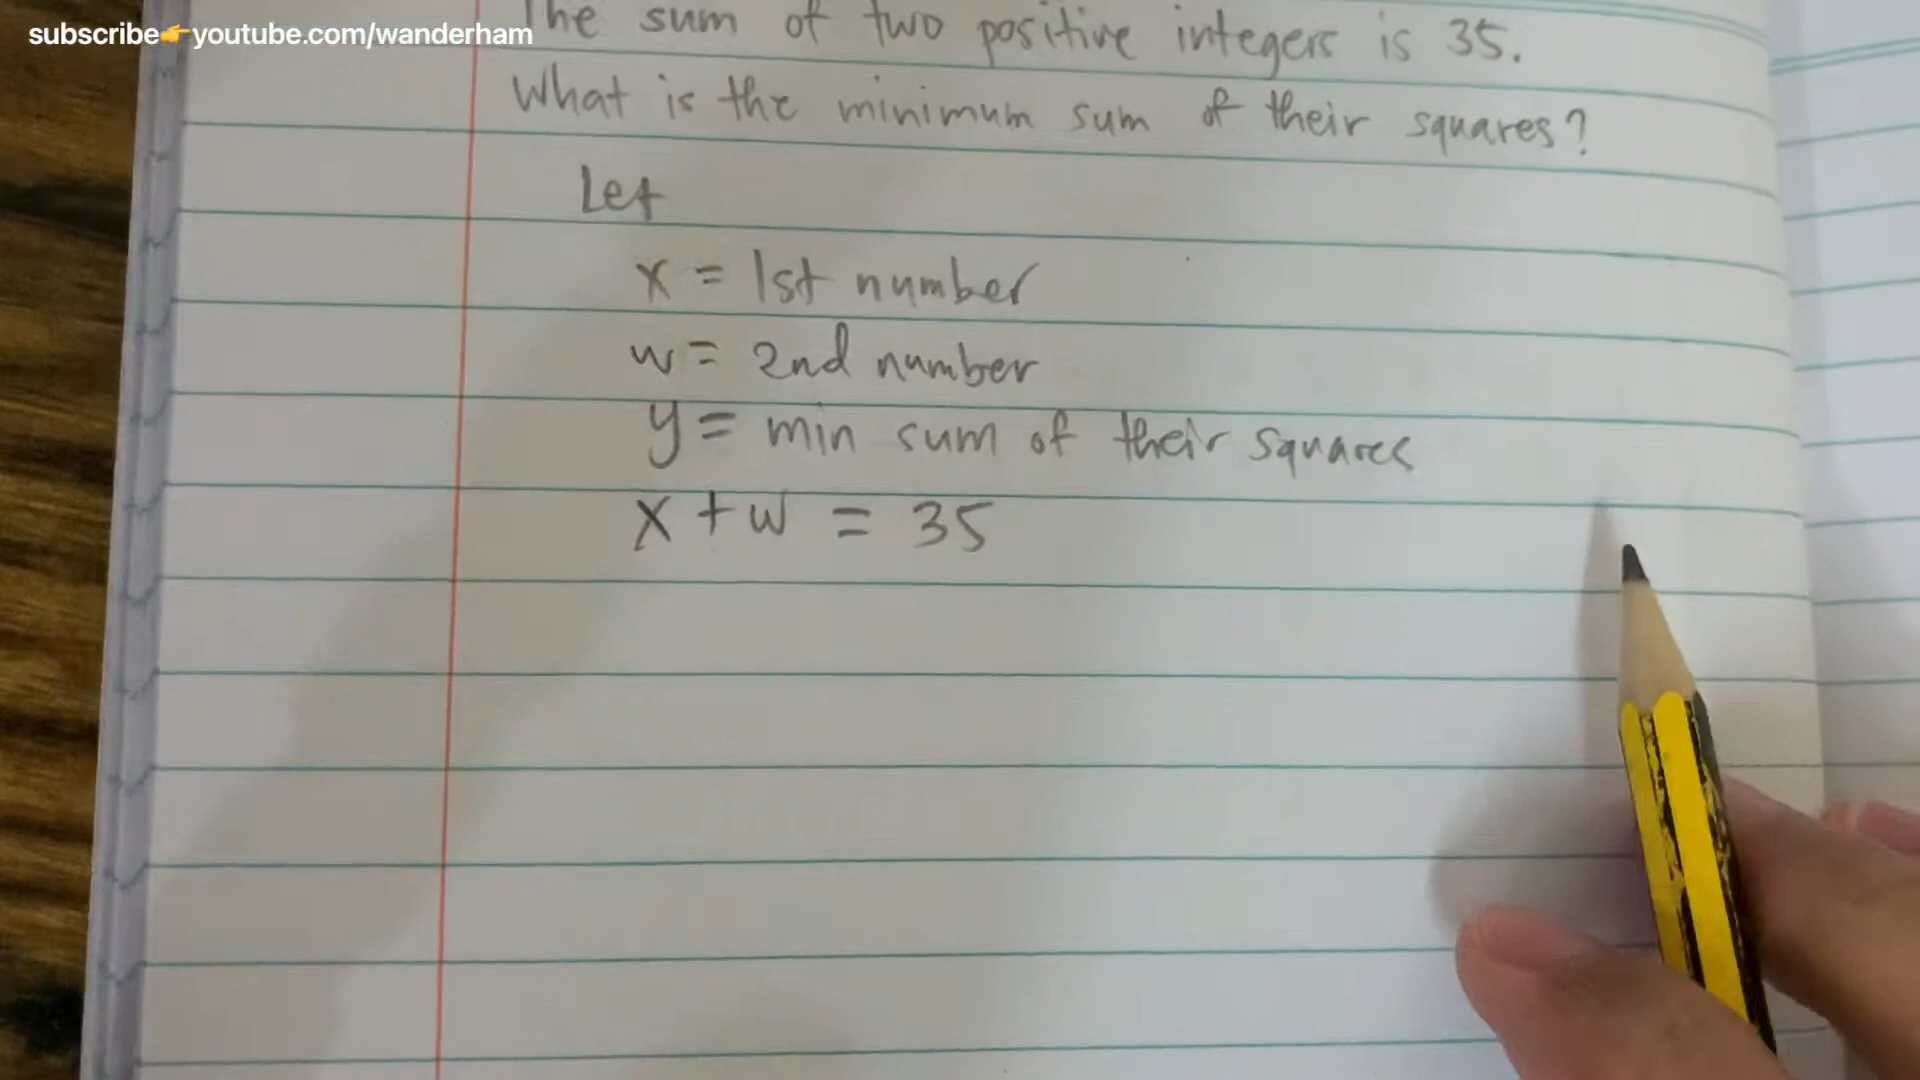 subscribe👉youtube.com/wanderham
The sum of two positive integers is 35.
What is the minimum sum of their squares?
Let
x = 1st number
w = 2nd number
y = min sum of their squares
x + w = 35